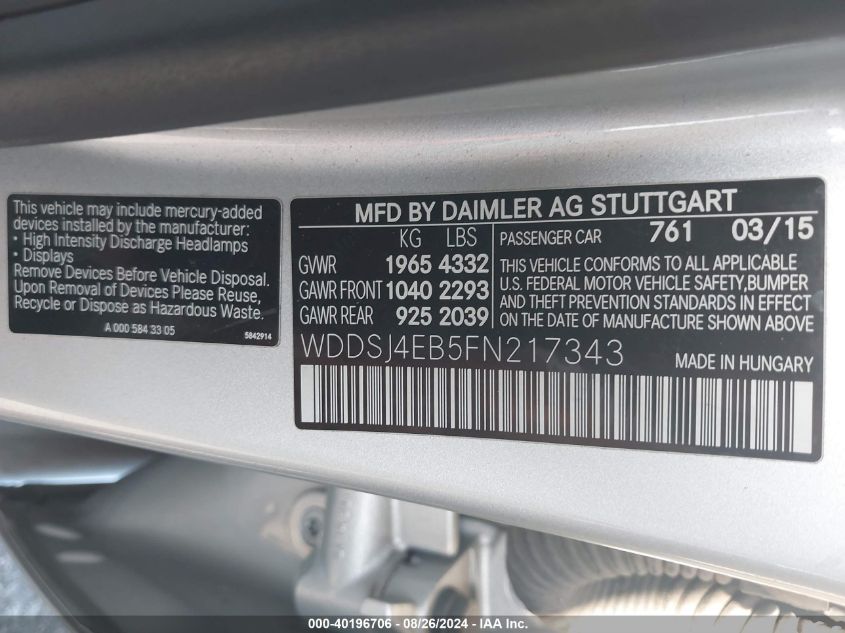 This vehicle may include mercury-added
devices installed by the manufacturer:
• High Intensity Discharge Headlamps
• Displays
Remove Devices Before Vehicle Disposal.
Upon Removal of Devices Please Reuse,
Recycle or Dispose as Hazardous Waste.
A 000 584 33 05
5842914
MFD BY DAIMLER AG STUTTGART
KG LBS
GVWR 1965 4332
GAWR FRONT 1040 2293
GAWR REAR 925 2039
PASSENGER CAR 761 03/15
THIS VEHICLE CONFORMS TO ALL APPLICABLE
U.S. FEDERAL MOTOR VEHICLE SAFETY,BUMPER
AND THEFT PREVENTION STANDARDS IN EFFECT
ON THE DATE OF MANUFACTURE SHOWN ABOVE
WDDSJ4EB5FN217343
MADE IN HUNGARY
000-40196706 - 08/26/2024 - IAA Inc.